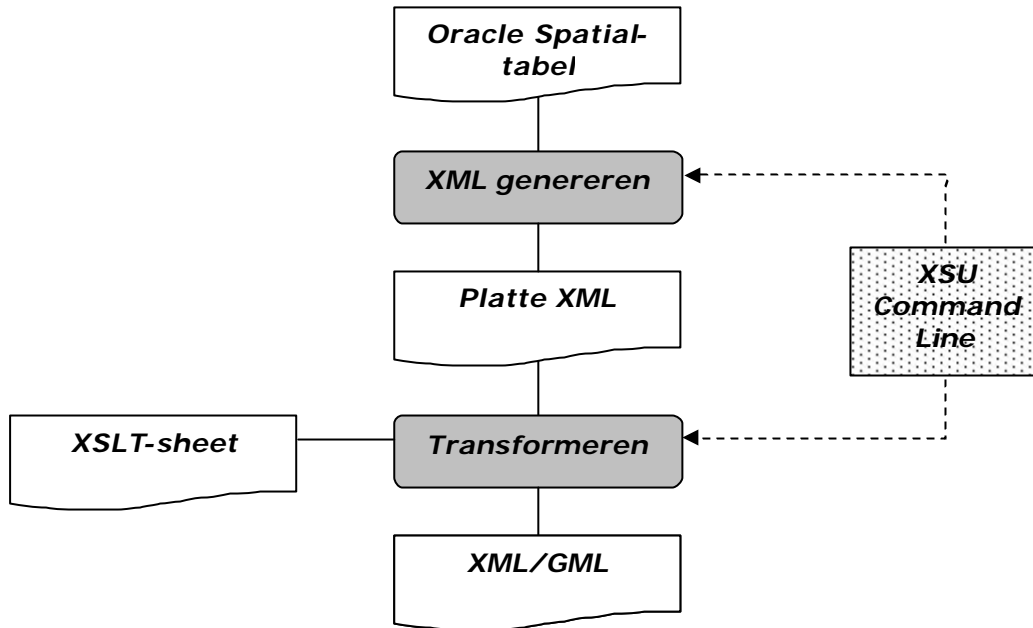 Oracle Spatial-
tabel
XML genereren
XSU
Command
Line
Platte XML
XSLT-sheet
Transformeren
XML/GML